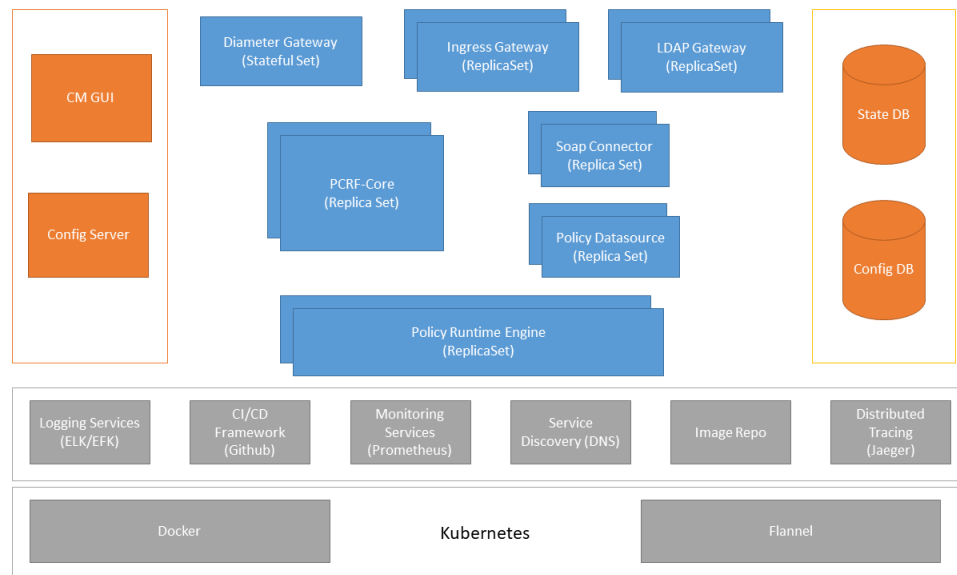 CM GUI
Config Server
Diameter Gateway
(Stateful Set)
Ingress Gateway
(ReplicaSet)
LDAP Gateway
(ReplicaSet)
PCRF-Core
(Replica Set)
Soap Connector
(Replica Set)
Policy Datasource
(Replica Set)
Policy Runtime Engine
(ReplicaSet)
State DB
Config DB
Logging Services
(ELK/EFK)
CI/CD
Framework
(Github)
Monitoring
Services
(Prometheus)
Service
Discovery (DNS)
Image Repo
Distributed
Tracing
(Jaeger)
Docker
Kubernetes
Flannel